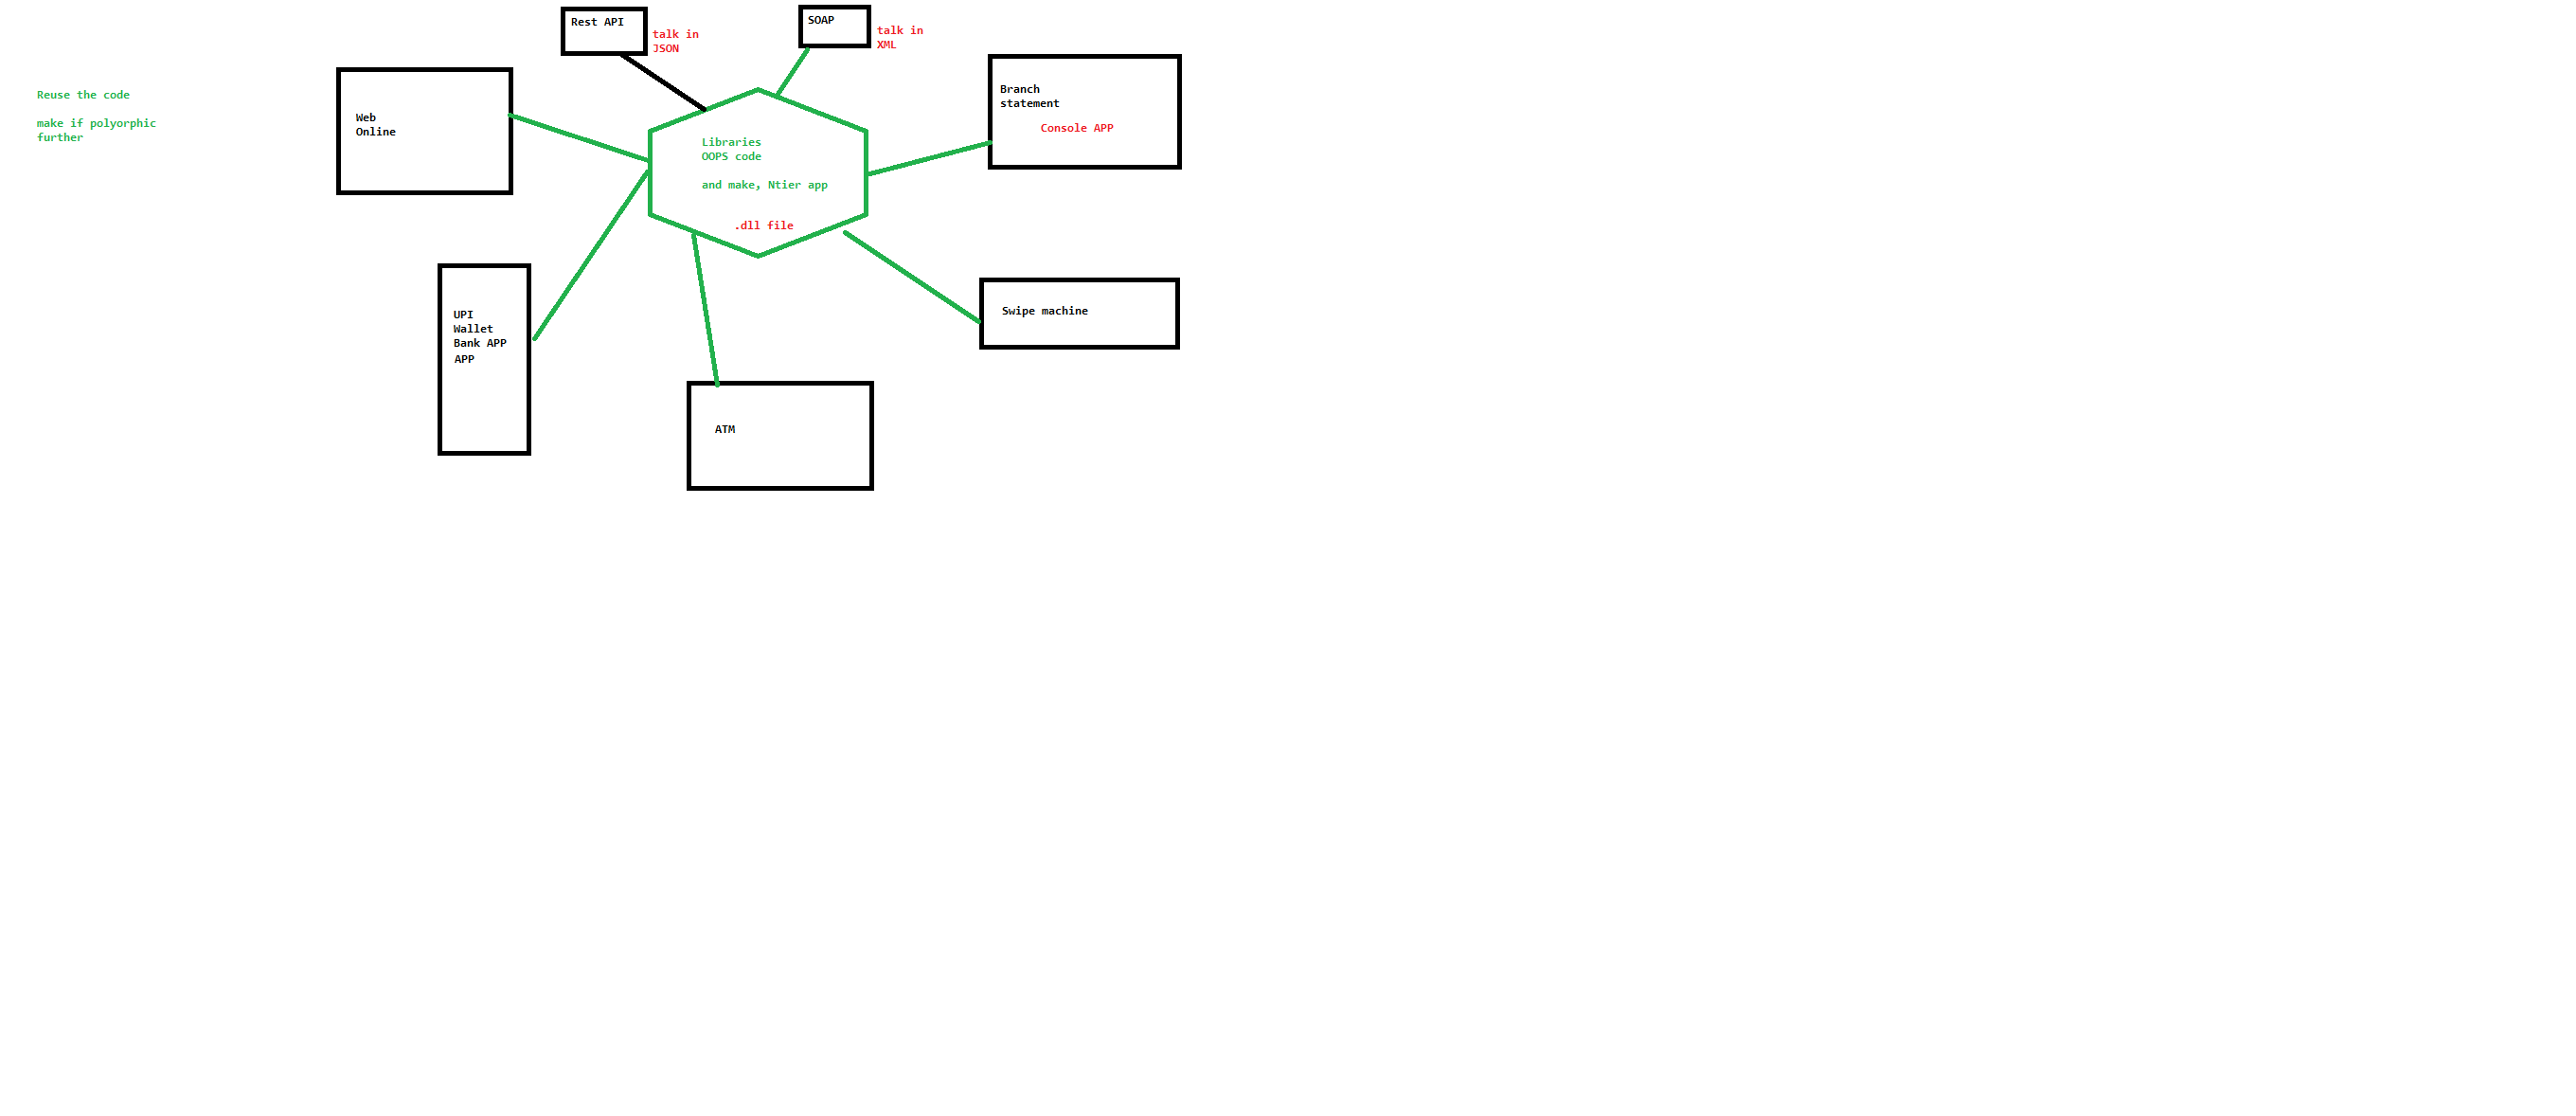 Rest API
talk in
JSON
SOAP
talk in
XML
Reuse the code
make if polyorphic
further
Web
Online
Libraries
OOPS code
and make, Ntier app
.dll file
Branch
statement
Console APP
UPI
Wallet
Bank APP
APP
Swipe machine
ATM